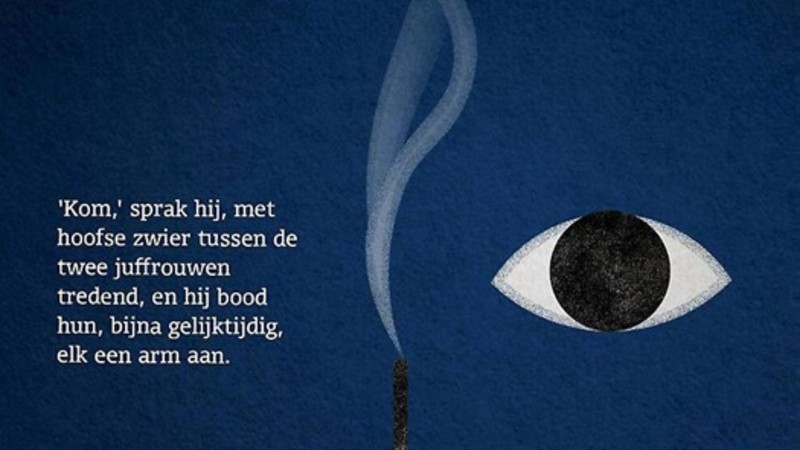 'Kom,' sprak hij, met
hoofse zwier tussen de
twee juffrouwen
tredend, en hij bood
hun, bijna gelijktijdig,
elk een arm aan.